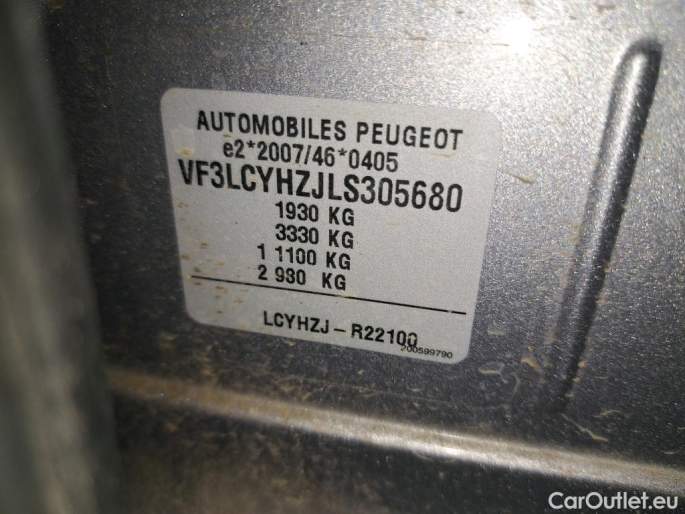 AUTOMOBILES PEUGEOT
e2*2007/46*0405
VF3LCYHZJLS305680
1930 KG
3330 KG
1 1100 KG
2 930 KG
LCYHZJ – R22100
200599790
CarOutlet.eu